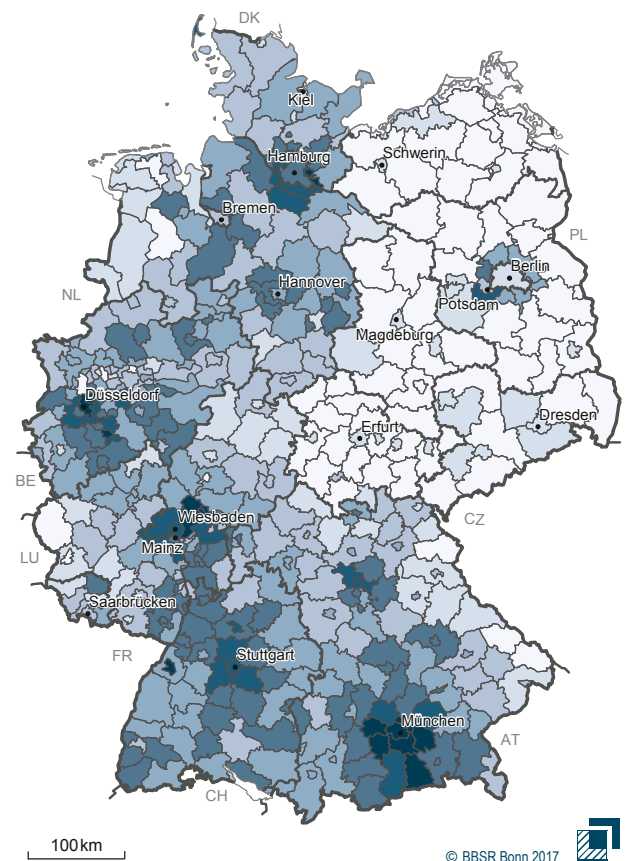 DK
Kiel
Hamburg
Schwerin
Bremen
PL
Berlin
Hannover
NL
Potsdam
Magdeburg
Düsseldorf
Dresden
Erfurt
BE
Wiesbaden
CZ
Mainz
LU
Saarbrücken
FR
Stuttgart
München
AT
CH
100 km
© BBSR Bonn 2017